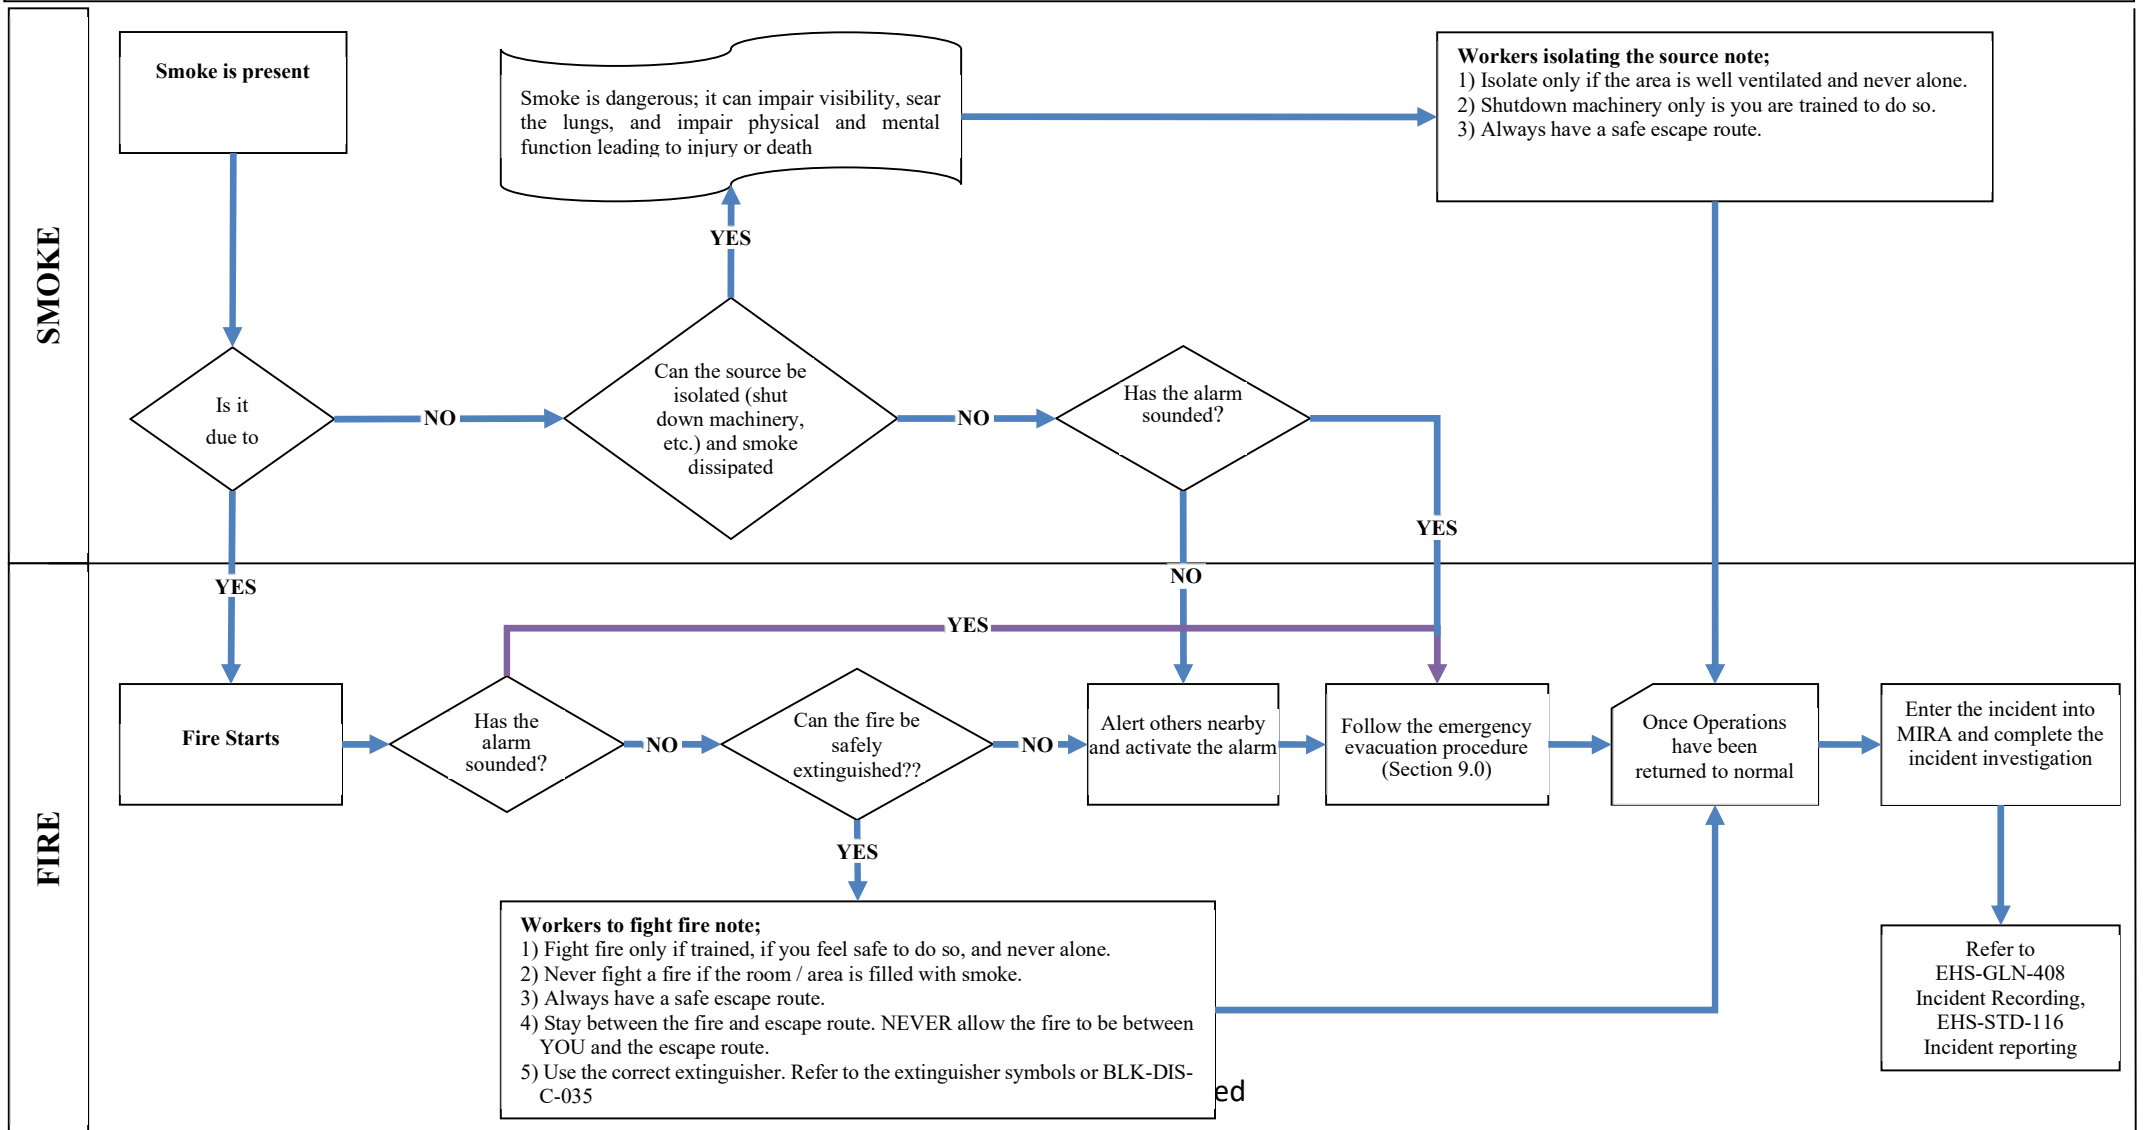 SMOKE
Smoke is present
Smoke is dangerous; it can impair visibility, sear
the lungs, and impair physical and mental
function leading to injury or death
Workers isolating the source note;
1) Isolate only if the area is well ventilated and never alone.
2) Shutdown machinery only is you are trained to do so.
3) Always have a safe escape route.
YES
Is it
due to
NO
Can the source be
isolated (shut
down machinery,
etc.) and smoke
dissipated
NO
Has the alarm
sounded?
YES
NO
YES
FIRE
YES
Fire Starts
Has the
alarm
sounded?
NO
Can the fire be
safely
extinguished??
NO
Alert others nearby
and activate the alarm
Follow the emergency
evacuation procedure
(Section 9.0)
Once Operations
have been
returned to normal
Enter the incident into
MIRA and complete the
incident investigation
YES
Workers to fight fire note;
1) Fight fire only if trained, if you feel safe to do so, and never alone.
2) Never fight a fire if the room / area is filled with smoke.
3) Always have a safe escape route.
4) Stay between the fire and escape route. NEVER allow the fire to be between
YOU and the escape route.
5) Use the correct extinguisher. Refer to the extinguisher symbols or BLK-DIS-
C-035
ed
Refer to
EHS-GLN-408
Incident Recording,
EHS-STD-116
Incident reporting